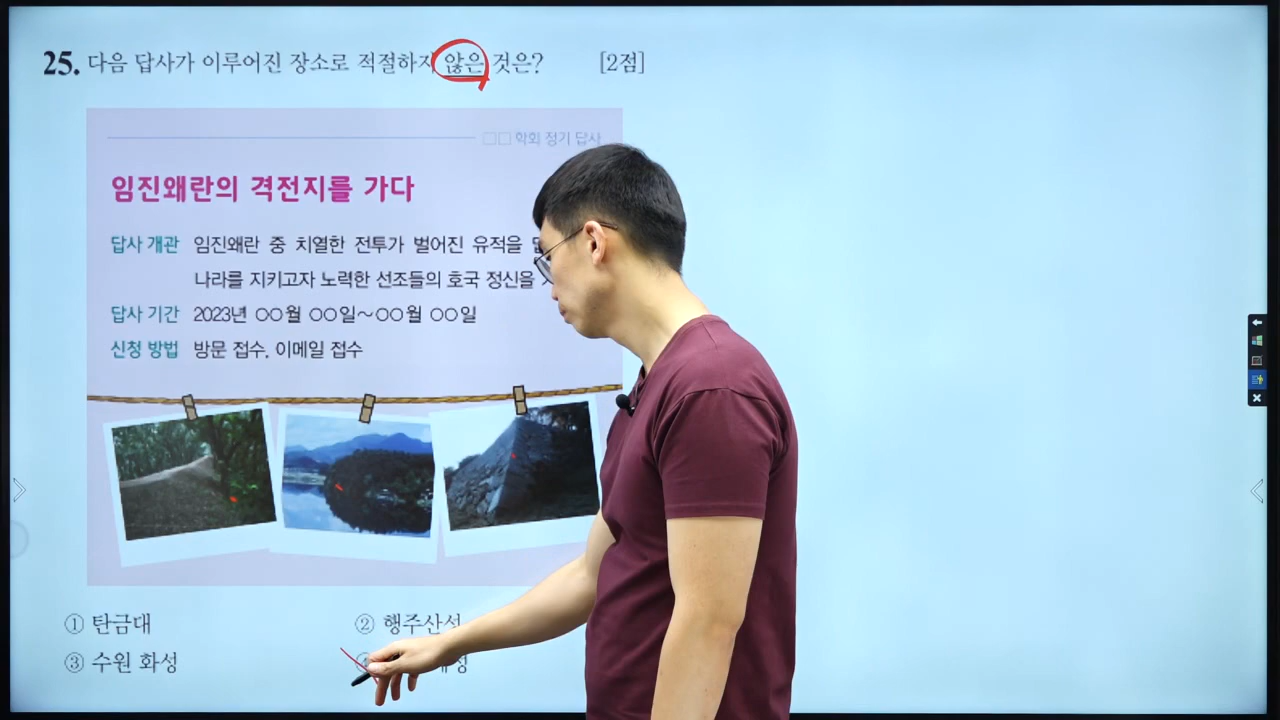 25. 다음 답사가 이루어진 장소로 적절하지 않은 것은? [2점]
□□ 학회 정기 답사
임진왜란의 격전지를 가다
답사 개관 임진왜란 중 치열한 전투가 벌어진 유적을
나라를 지키고자 노력한 선조들의 호국 정신을
답사 기간 2023년 ○○월 ○○일~○○월 ○○일
신청 방법 방문 접수, 이메일 접수
① 탄금대 ② 행주산성
③ 수원 화성